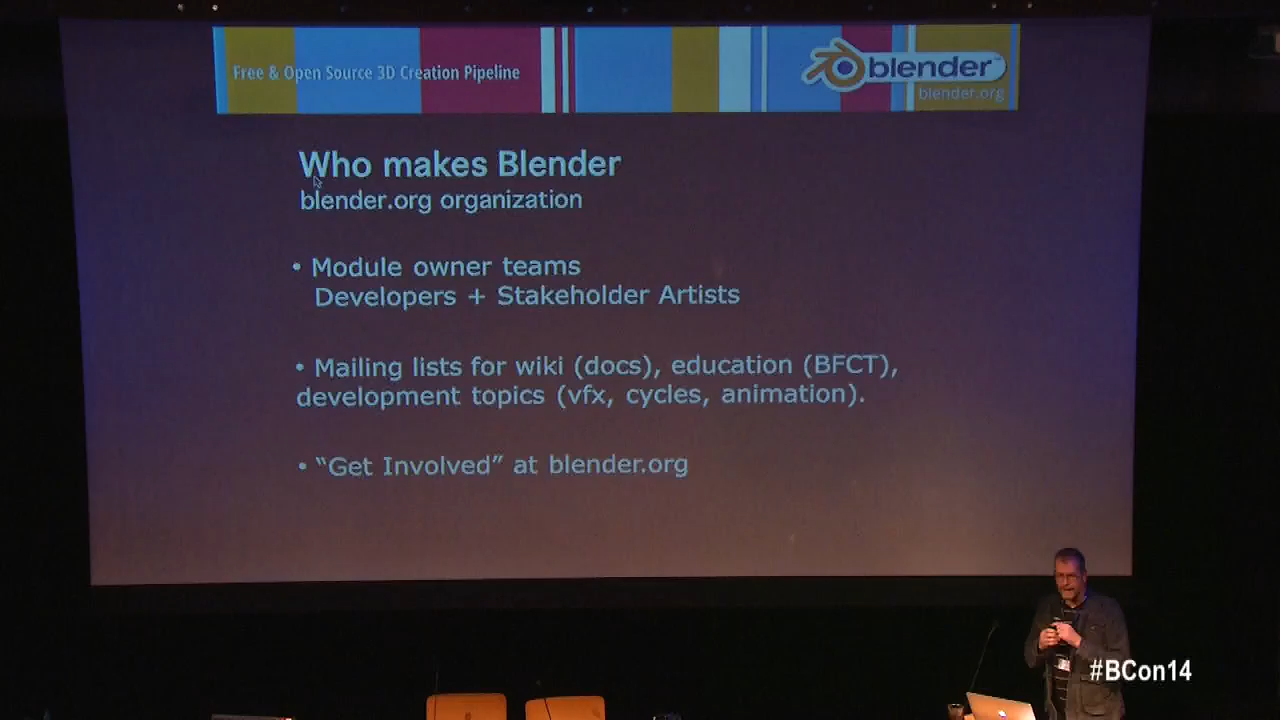 Free & Open Source 3D Creation Pipeline
blender™
blender.org
Who makes Blender
blender.org organization
• Module owner teams
Developers + Stakeholder Artists
• Mailing lists for wiki (docs), education (BFCT),
development topics (vfx, cycles, animation).
• “Get Involved” at blender.org
#BCon14